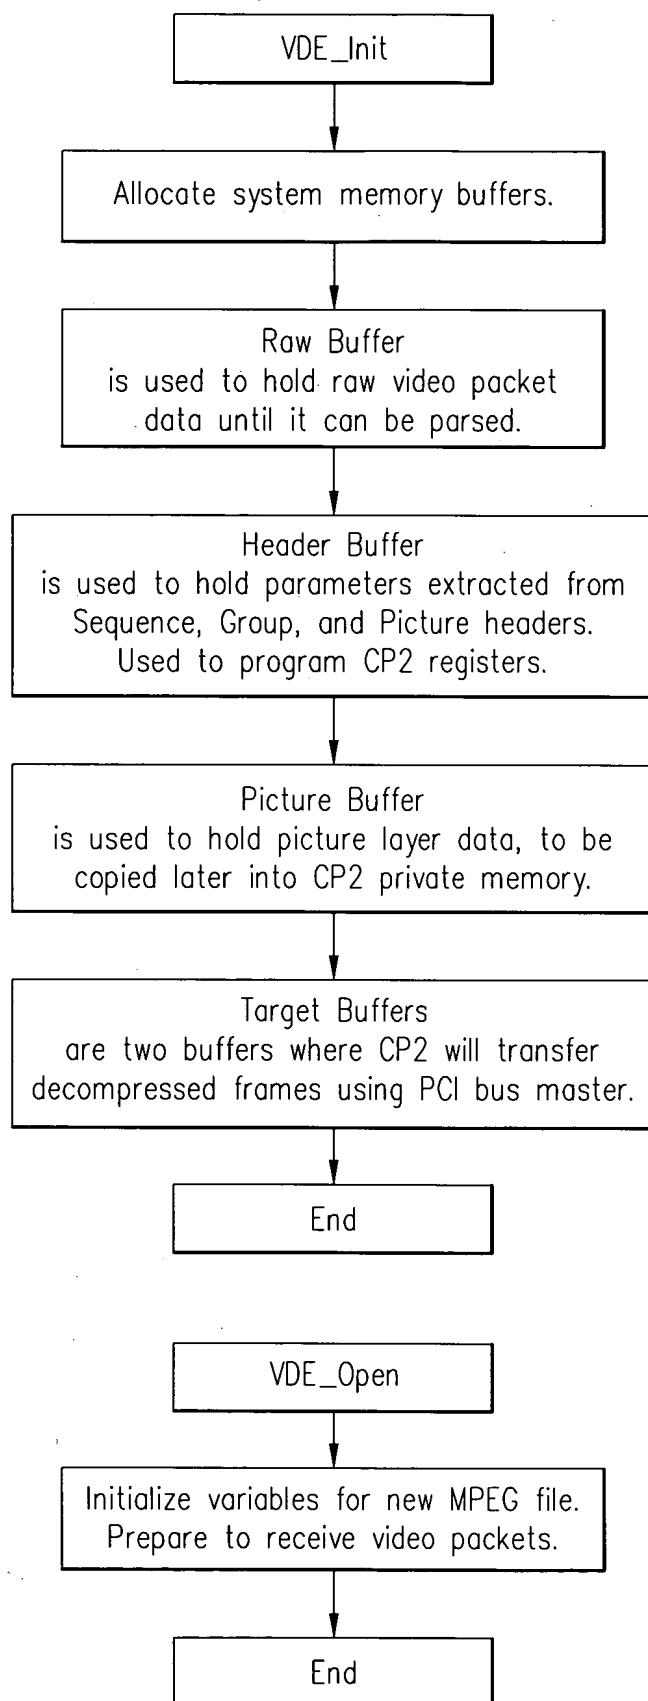 VDE_Init
Allocate system memory buffers.
Raw Buffer
is used to hold raw video packet
data until it can be parsed.
Header Buffer
is used to hold parameters extracted from
Sequence, Group, and Picture headers.
Used to program CP2 registers.
Picture Buffer
is used to hold picture layer data, to be
copied later into CP2 private memory.
Target Buffers
are two buffers where CP2 will transfer
decompressed frames using PCI bus master.
End
VDE_Open
Initialize variables for new MPEG file.
Prepare to receive video packets.
End